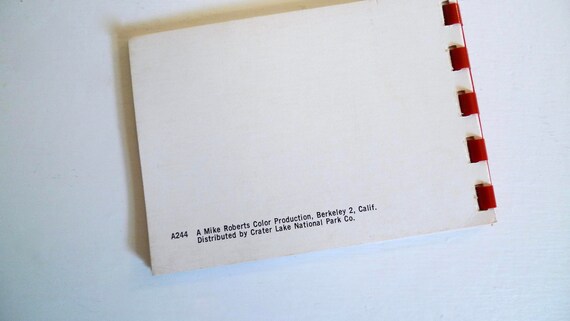 A244 A Mike Roberts Color Production, Berkeley 2, Calif.
Distributed by Crater Lake National Park Co.